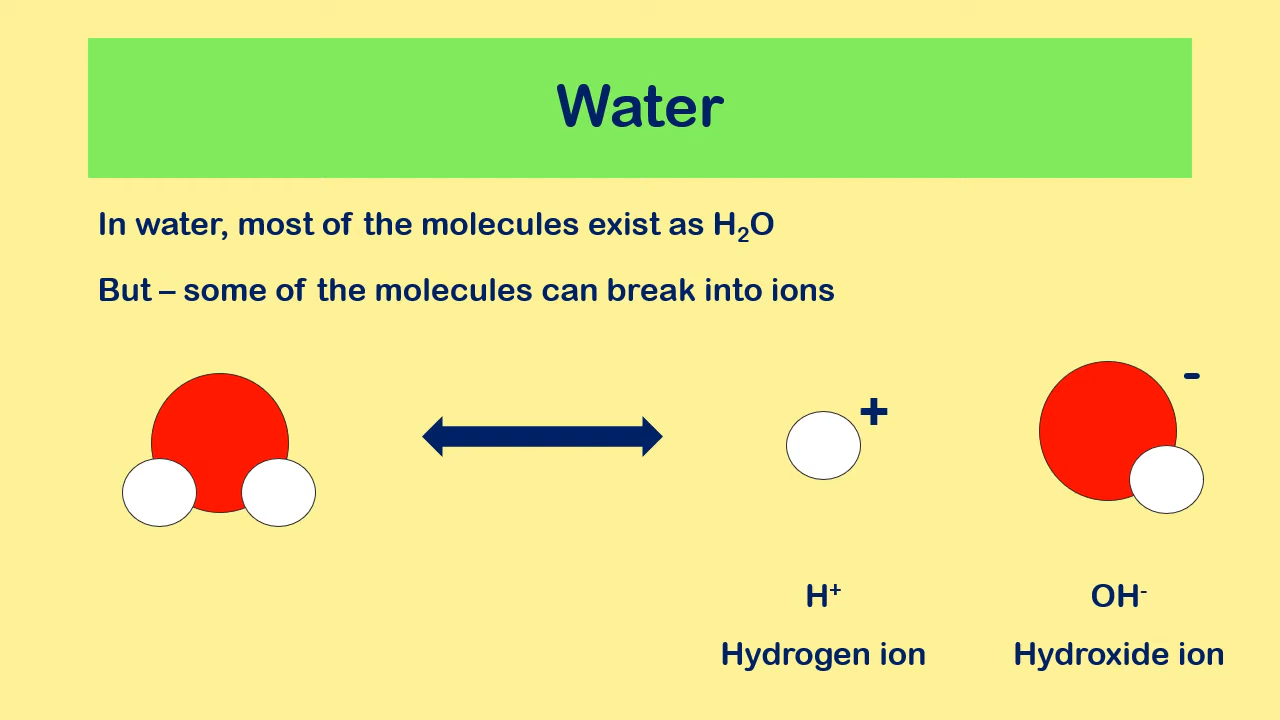 Water
In water, most of the molecules exist as H₂O
But – some of the molecules can break into ions
+
-
H⁺
OH⁻
Hydrogen ion
Hydroxide ion